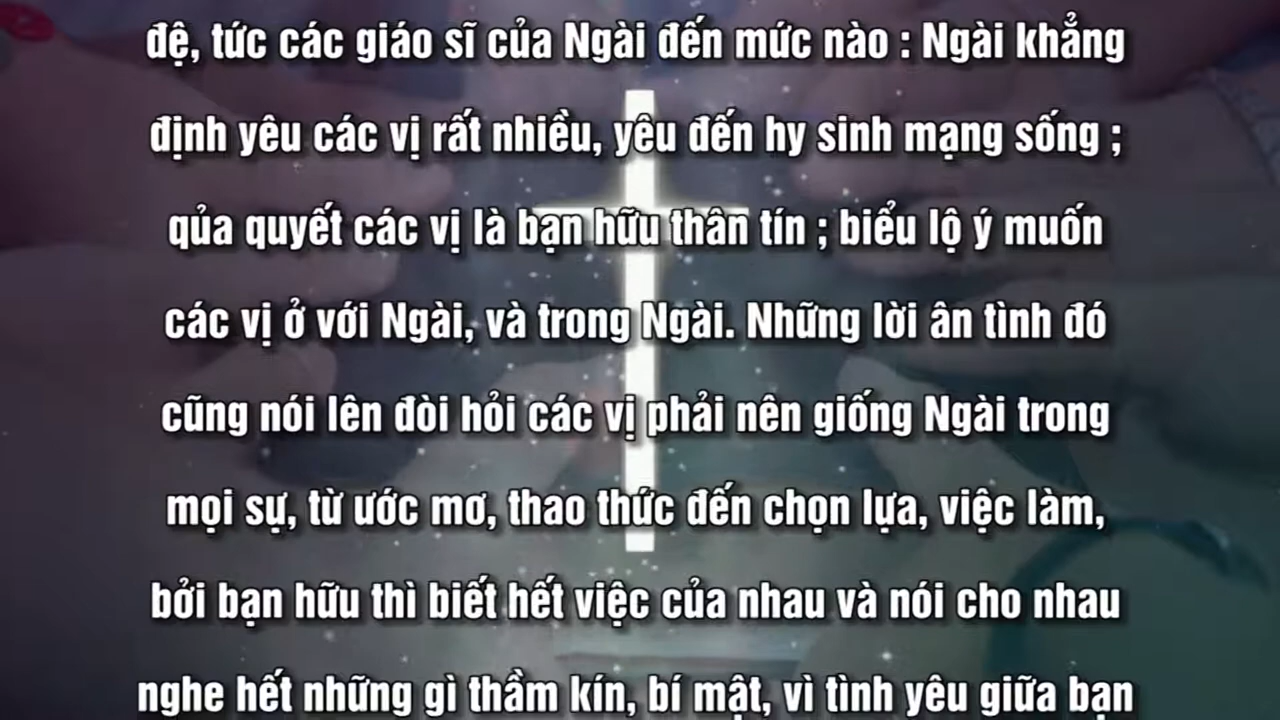 đệ, tức các giáo sĩ của Ngài đến mức nào : Ngài khẳng
định yêu các vị rất nhiều, yêu đến hy sinh mạng sống ;
qủa quyết các vị là bạn hữu thân tín ; biểu lộ ý muốn
các vị ở với Ngài, và trong Ngài. Những lời ân tình đó
cũng nói lên đòi hỏi các vị phải nên giống Ngài trong
mọi sự, từ ước mơ, thao thức đến chọn lựa, việc làm,
bởi bạn hữu thì biết hết việc của nhau và nói cho nhau
nghe hết những gì thầm kín, bí mật, vì tình yêu giữa bạn